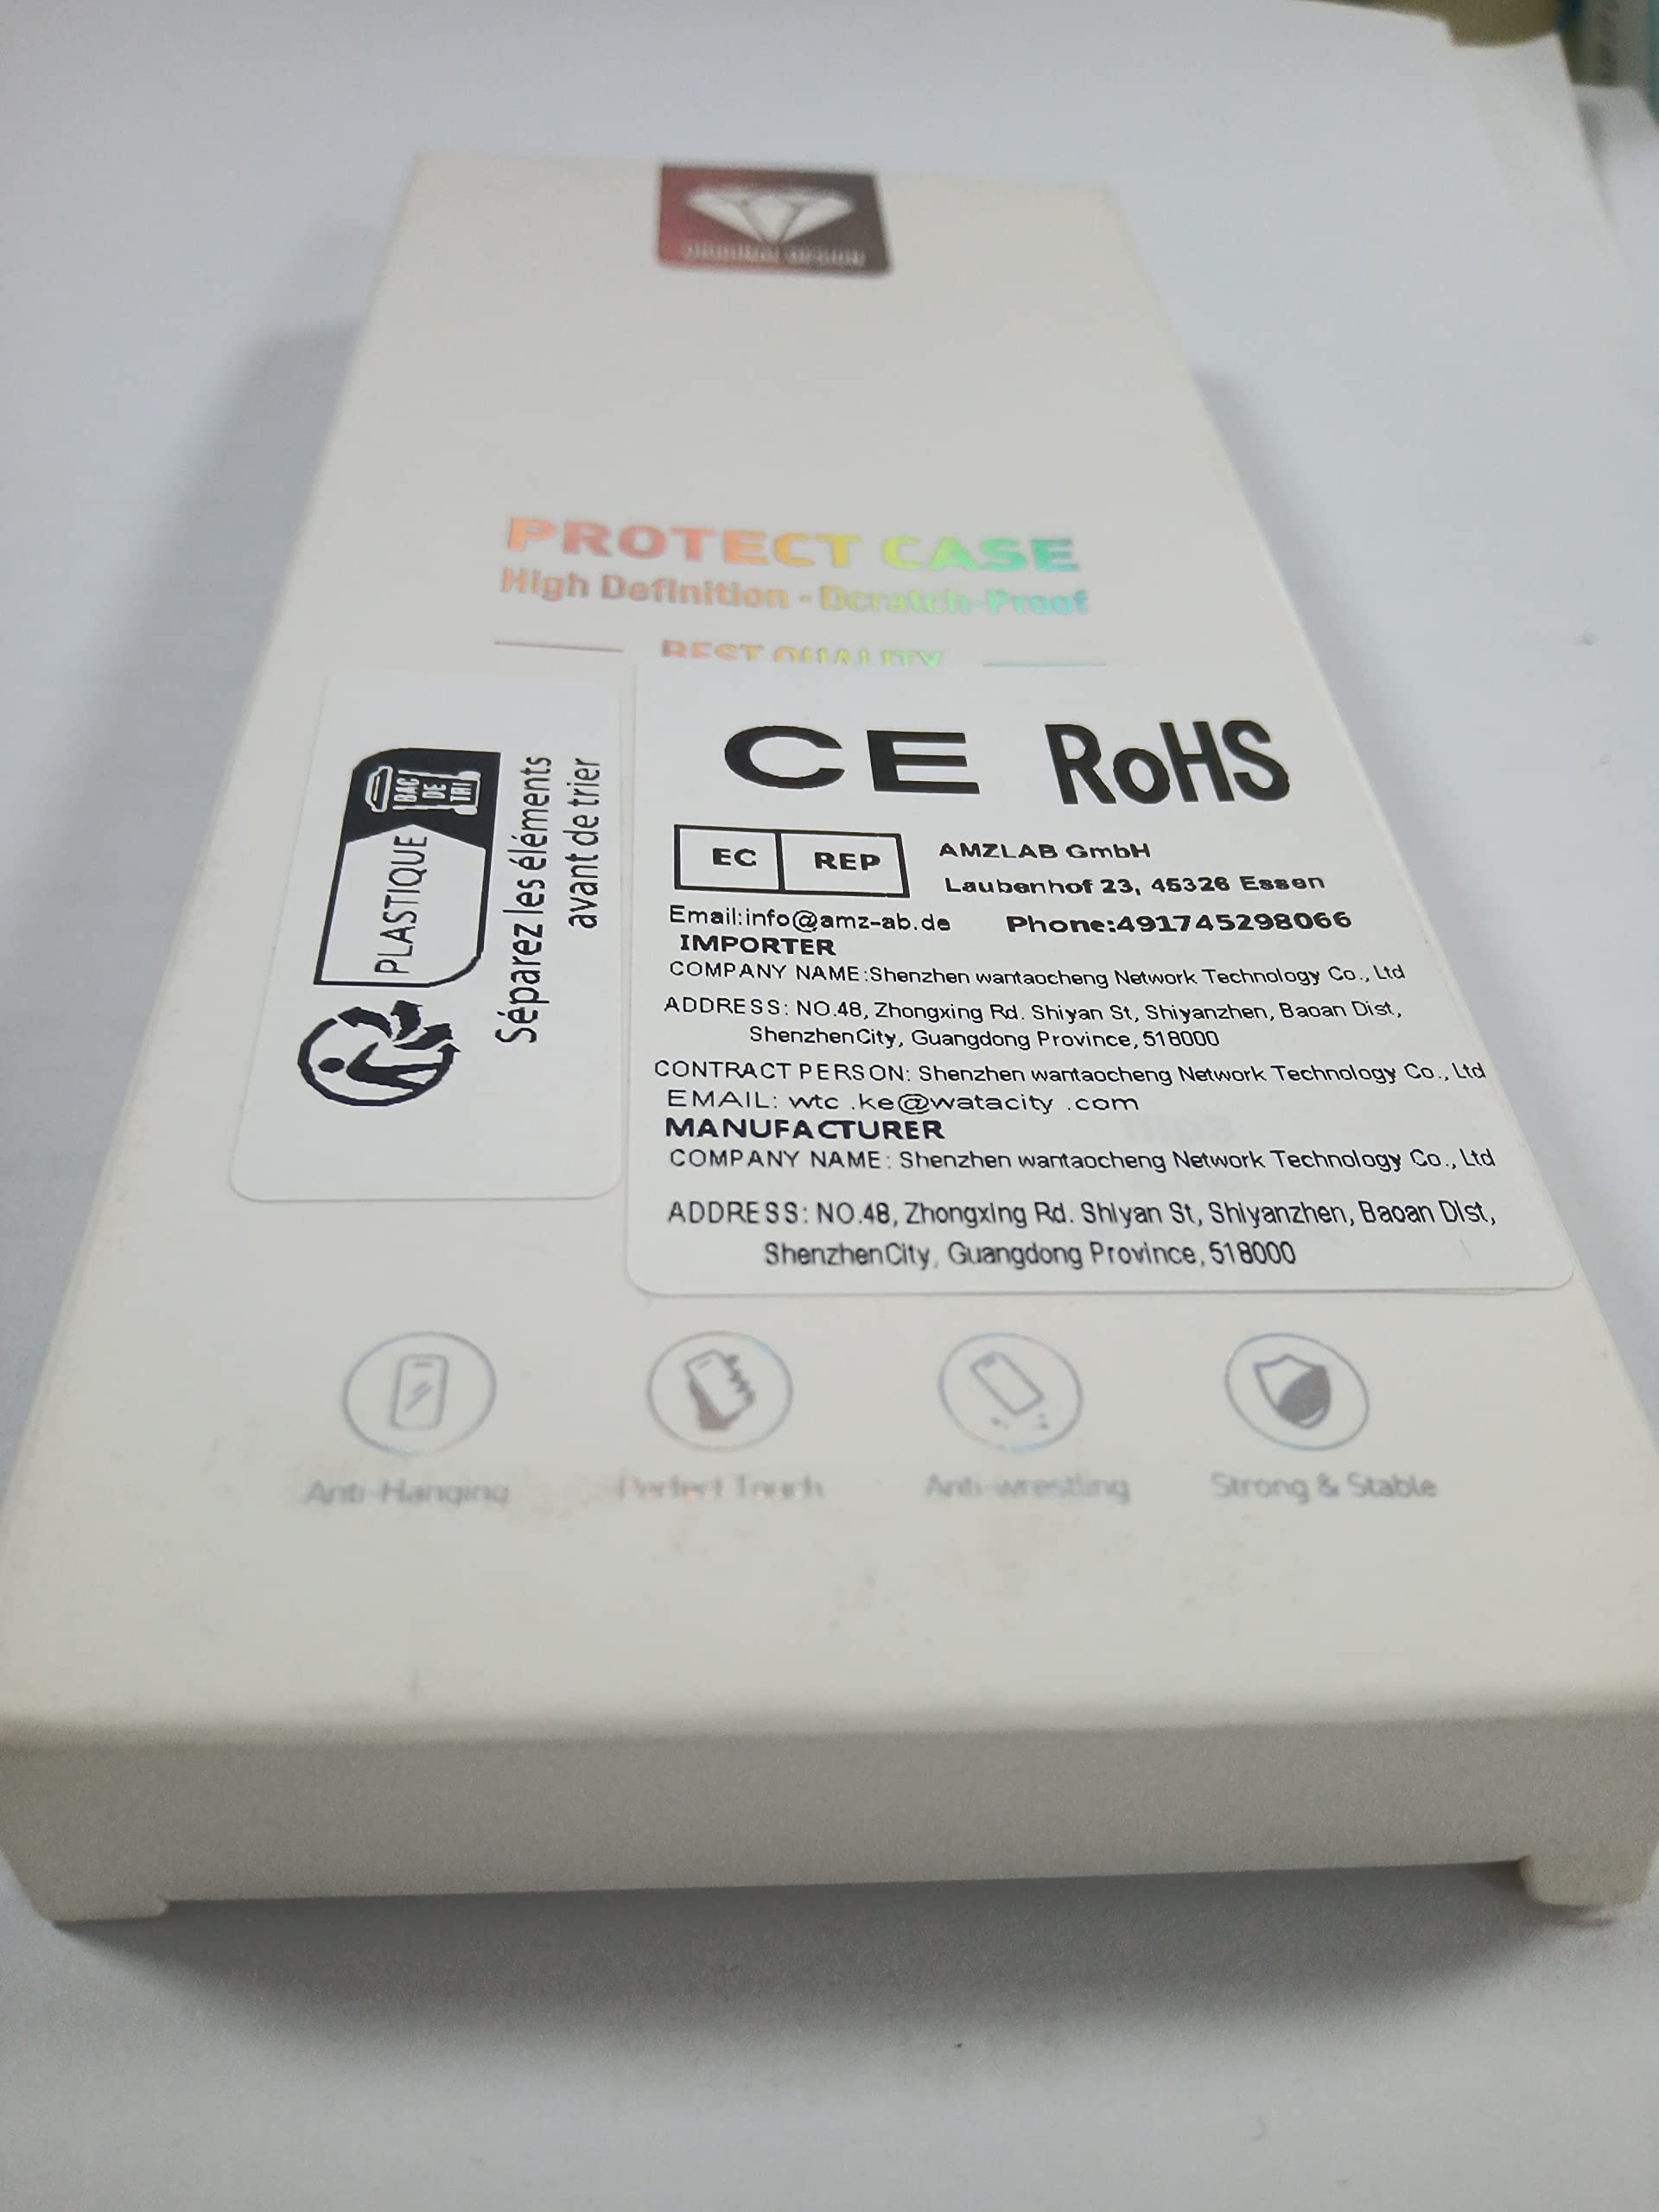 ORIGINAL DESIGN
PROTECT CASE
High Definition - Dcratch-Proof
BEST QUALITY
BAC
DE
TRI
PLASTIQUE
Séparez les éléments
avant de trier
CE RoHS
EC REP
AMZLAB GmbH
Laubenhof 23, 45326 Essen
Email:info@amz-ab.de Phone:491745298066
IMPORTER
COMPANY NAME:Shenzhen wantaocheng Network Technology Co., Ltd
ADDRESS: NO.48, Zhongxing Rd. Shiyan St, Shiyanzhen, Baoan Dist,
ShenzhenCity, Guangdong Province, 518000
CONTRACT PERSON: Shenzhen wantaocheng Network Technology Co., Ltd
EMAIL: wtc .ke@watacity .com
MANUFACTURER
COMPANY NAME: Shenzhen wantaocheng Network Technology Co., Ltd
ADDRESS: NO.48, Zhongxing Rd. Shiyan St, Shiyanzhen, Baoan Dist,
ShenzhenCity, Guangdong Province, 518000
Anti-Hanging
Perfect Touch
Anti-wrestling
Strong & Stable